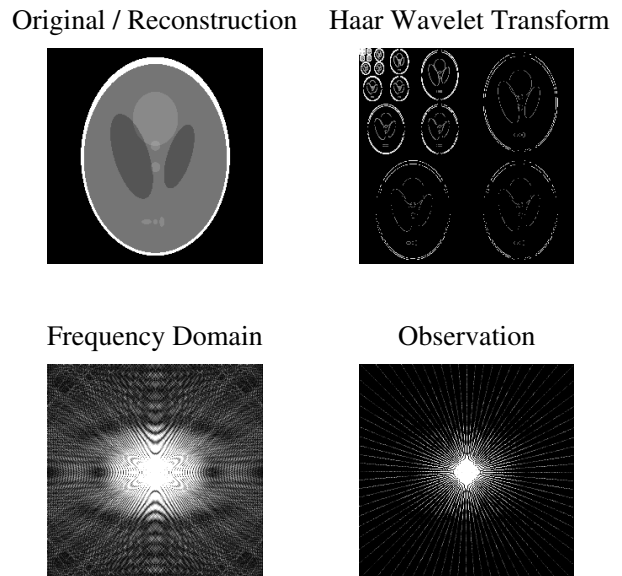 Original / Reconstruction
Haar Wavelet Transform
Frequency Domain
Observation